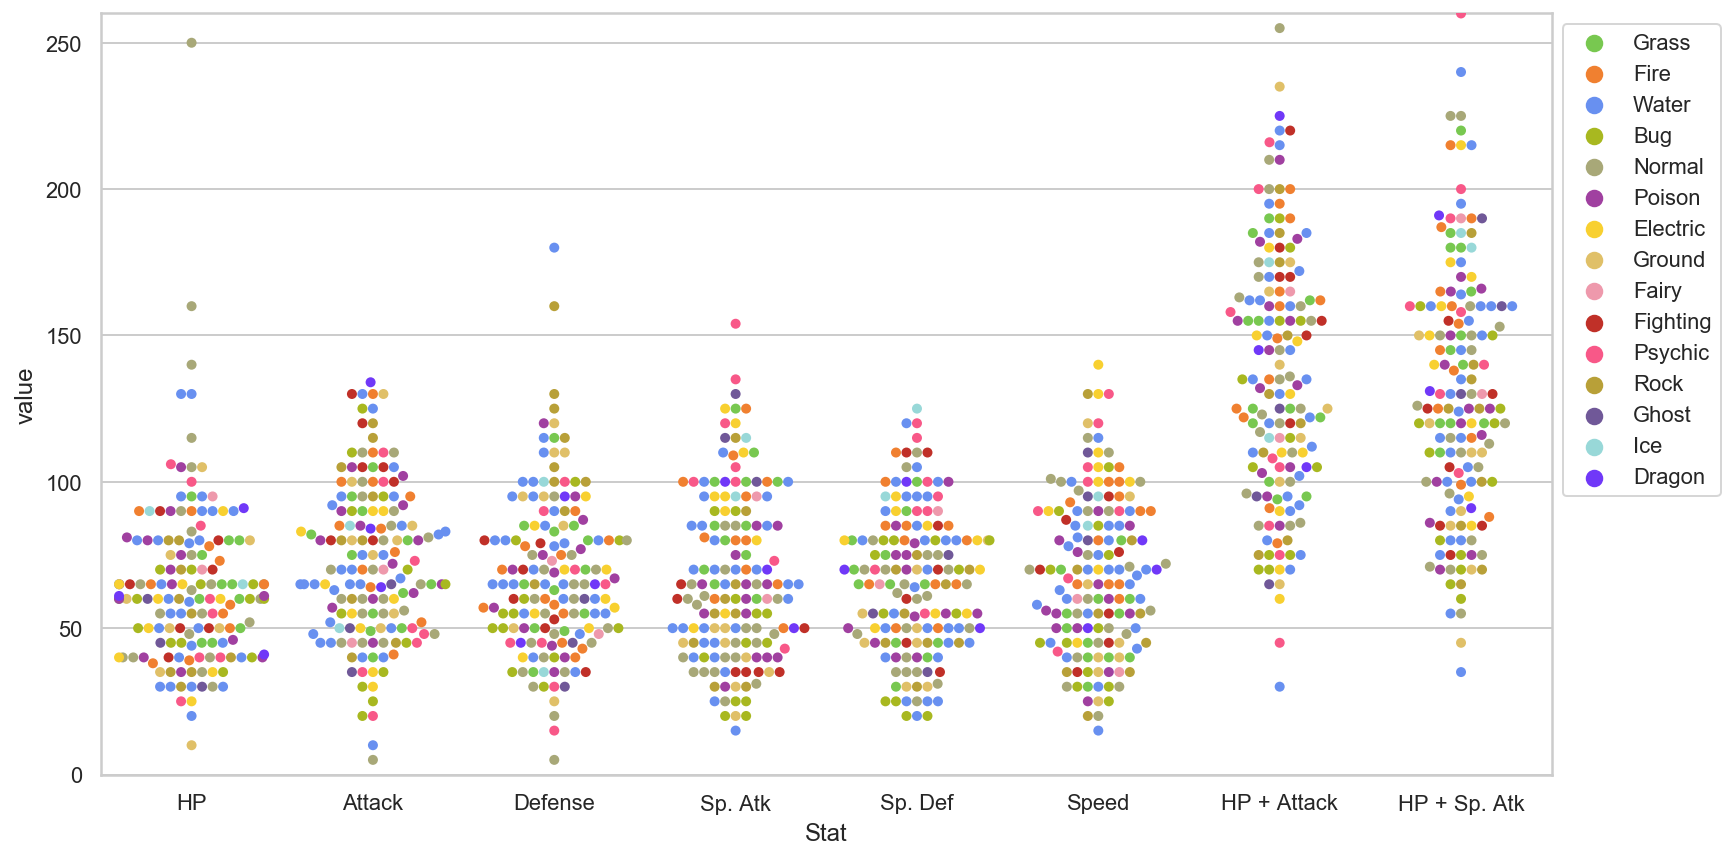 250
200
150
100
50
0
value
HP
Attack
Defense
Sp. Atk
Sp. Def
Speed
HP + Attack
HP + Sp. Atk
Stat
Grass
Fire
Water
Bug
Normal
Poison
Electric
Ground
Fairy
Fighting
Psychic
Rock
Ghost
Ice
Dragon